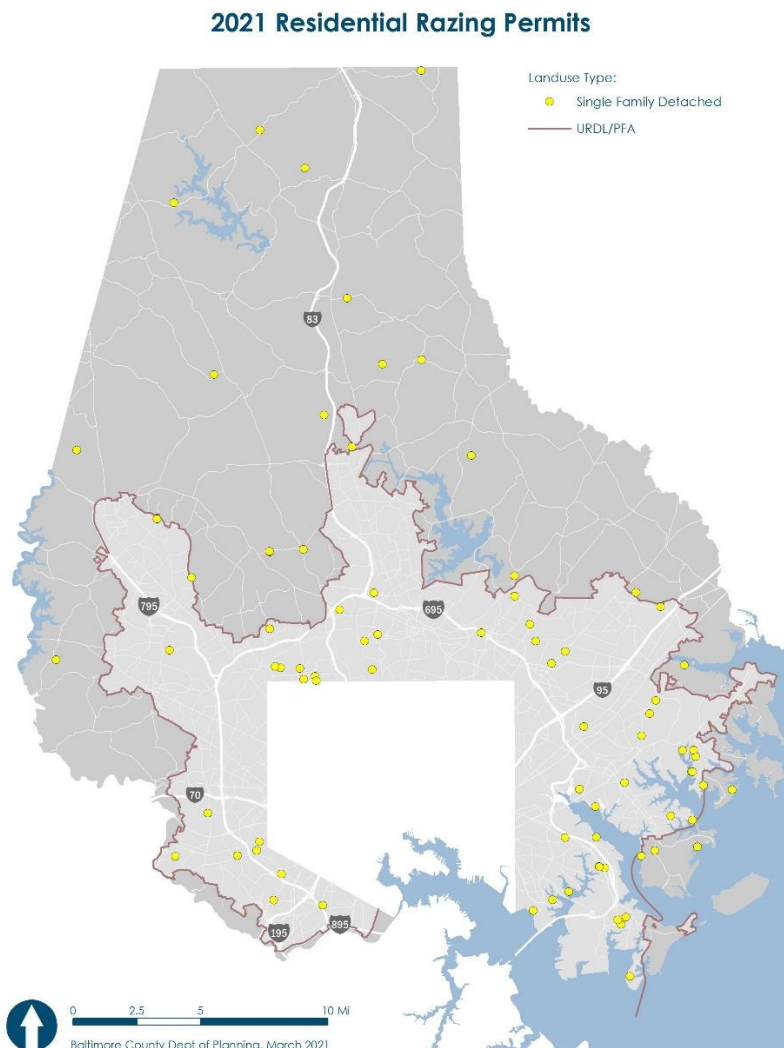 2021 Residential Razing Permits
Landuse Type:
Single Family Detached
URDL/PFA
83
795
695
95
70
195
895
0 2.5 5 10 Mi
Baltimore County Dept of Planning, March 2021